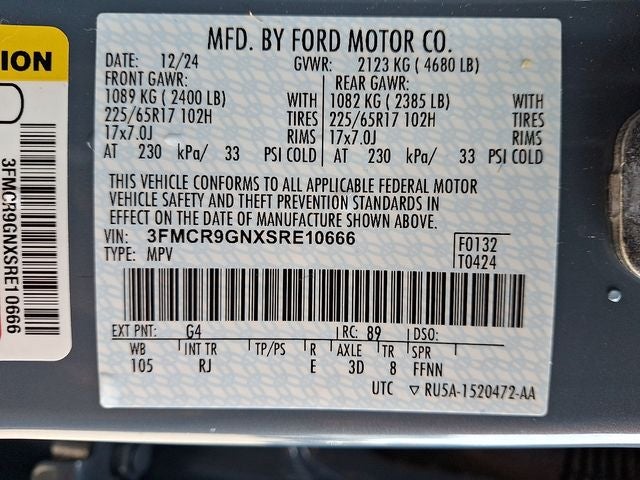 ION
3FMCR9GNXSRE10666
MFD. BY FORD MOTOR CO.
DATE: 12/24 GVWR: 2123 KG ( 4680 LB)
FRONT GAWR: REAR GAWR:
1089 KG ( 2400 LB) WITH 1082 KG ( 2385 LB) WITH
225/65R17 102H TIRES 225/65R17 102H TIRES
17x7.0J RIMS 17x7.0J RIMS
AT 230 kPa/ 33 PSI COLD AT 230 kPa/ 33 PSI COLD
THIS VEHICLE CONFORMS TO ALL APPLICABLE FEDERAL MOTOR
VEHICLE SAFETY AND THEFT PREVENTION STANDARDS IN
EFFECT ON THE DATE OF MANUFACTURE SHOWN ABOVE.
VIN: 3FMCR9GNXSRE10666 F0132
TYPE: MPV T0424
EXT PNT: G4 RC: 89 DSO:
WB INT TR TP/PS R AXLE TR SPR
105 RJ E 3D 8 FFNN
UTC ▽ RU5A-1520472-AA